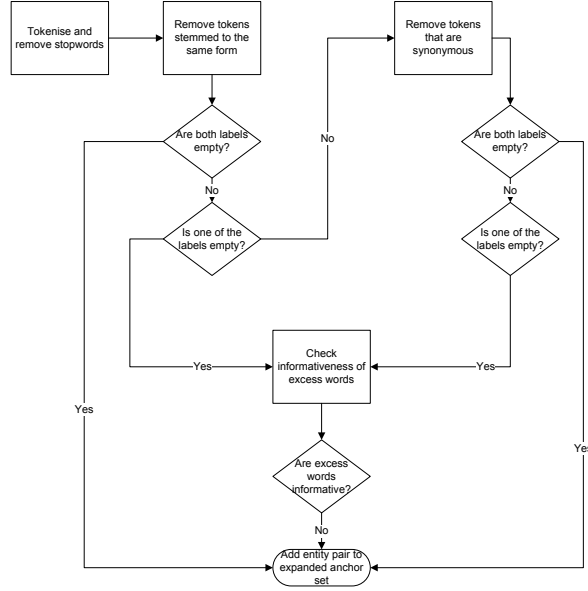 Tokenise and
remove stopwords
Remove tokens
stemmed to the
same form
Remove tokens
that are
synonymous
Are both labels
empty?
No
Is one of the
labels empty?
No
Are both labels
empty?
No
Is one of the
labels empty?
Yes
Check
informativeness of
excess words
Yes
Yes
Are excess
words
informative?
Yes
No
Add entity pair to
expanded anchor
set